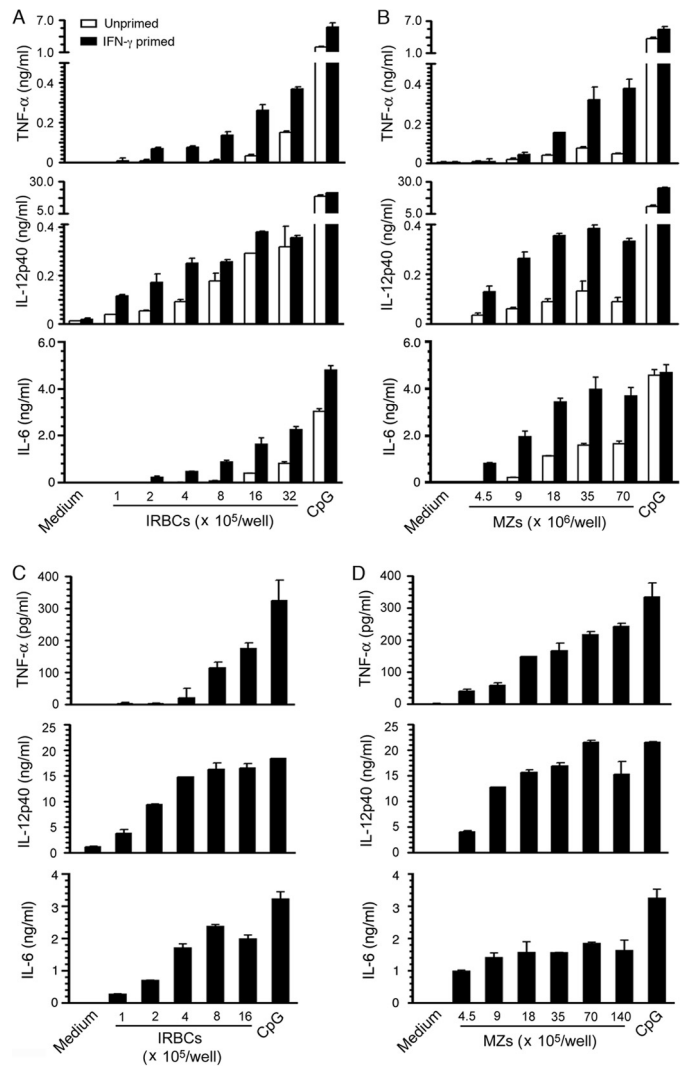 A
Unprimed
IFN-γ primed
TNF-α (ng/ml)
7.0
1.0
0.4
0.2
0
IL-12p40 (ng/ml)
30.0
5.0
0.4
0.2
0
IL-6 (ng/ml)
6.0
4.0
2.0
0
Medium
1 2 4 8 16 32
CpG
IRBCs (× 10⁵/well)
B
TNF-α (ng/ml)
7.0
1.0
0.4
0.2
0
IL-12p40 (ng/ml)
30.0
5.0
0.4
0.2
0
IL-6 (ng/ml)
6.0
4.0
2.0
0
Medium
4.5 9 18 35 70
CpG
MZs (× 10⁶/well)
C
TNF-α (pg/ml)
400
300
200
100
0
IL-12p40 (ng/ml)
25
20
15
10
5
0
IL-6 (ng/ml)
4
3
2
1
0
Medium
1 2 4 8 16
CpG
IRBCs
(× 10⁵/well)
D
TNF-α (pg/ml)
400
300
200
100
0
IL-12p40 (ng/ml)
25
20
15
10
5
0
IL-6 (ng/ml)
4
3
2
1
0
Medium
4.5 9 18 35 70 140
CpG
MZs (× 10⁵/well)